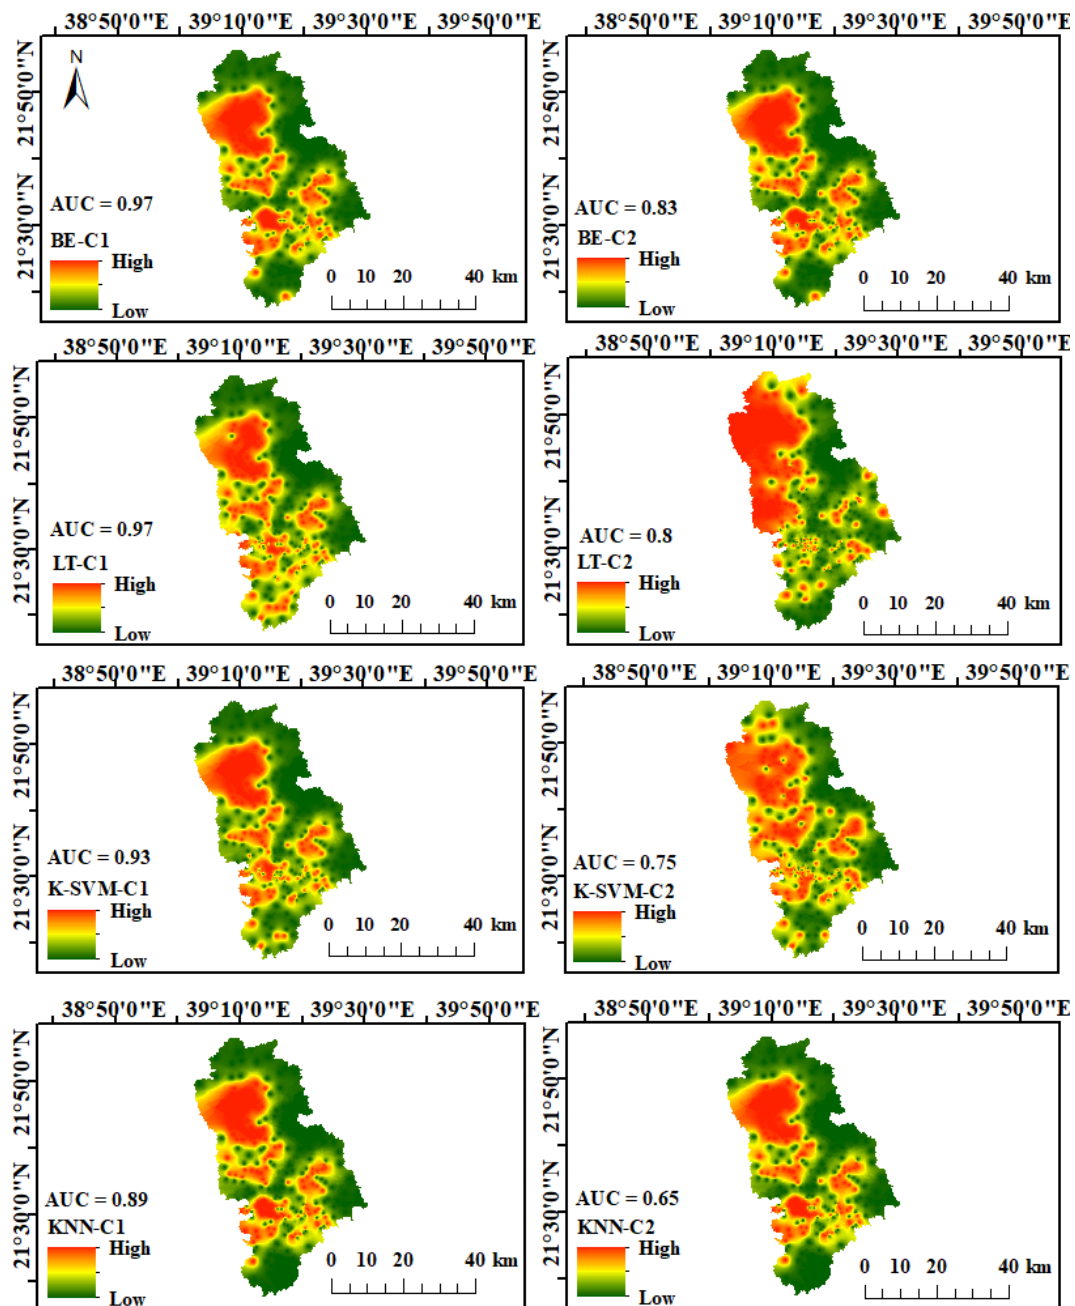 38°50'0"E 39°10'0"E 39°30'0"E 39°50'0"E
38°50'0"E 39°10'0"E 39°30'0"E 39°50'0"E
N
21°50'0"N
21°30'0"N
AUC = 0.97
BE-C1
High
Low
0 10 20 40 km
21°50'0"N
21°30'0"N
AUC = 0.83
BE-C2
High
Low
0 10 20 40 km
38°50'0"E 39°10'0"E 39°30'0"E 39°50'0"E
38°50'0"E 39°10'0"E 39°30'0"E 39°50'0"E
21°50'0"N
21°30'0"N
AUC = 0.97
LT-C1
High
Low
0 10 20 40 km
21°50'0"N
21°30'0"N
AUC = 0.8
LT-C2
High
Low
0 10 20 40 km
38°50'0"E 39°10'0"E 39°30'0"E 39°50'0"E
38°50'0"E 39°10'0"E 39°30'0"E 39°50'0"E
21°50'0"N
21°30'0"N
AUC = 0.93
K-SVM-C1
High
Low
0 10 20 40 km
21°50'0"N
21°30'0"N
AUC = 0.75
K-SVM-C2
High
Low
0 10 20 40 km
38°50'0"E 39°10'0"E 39°30'0"E 39°50'0"E
38°50'0"E 39°10'0"E 39°30'0"E 39°50'0"E
21°50'0"N
21°30'0"N
AUC = 0.89
KNN-C1
High
Low
0 10 20 40 km
21°50'0"N
21°30'0"N
AUC = 0.65
KNN-C2
High
Low
0 10 20 40 km